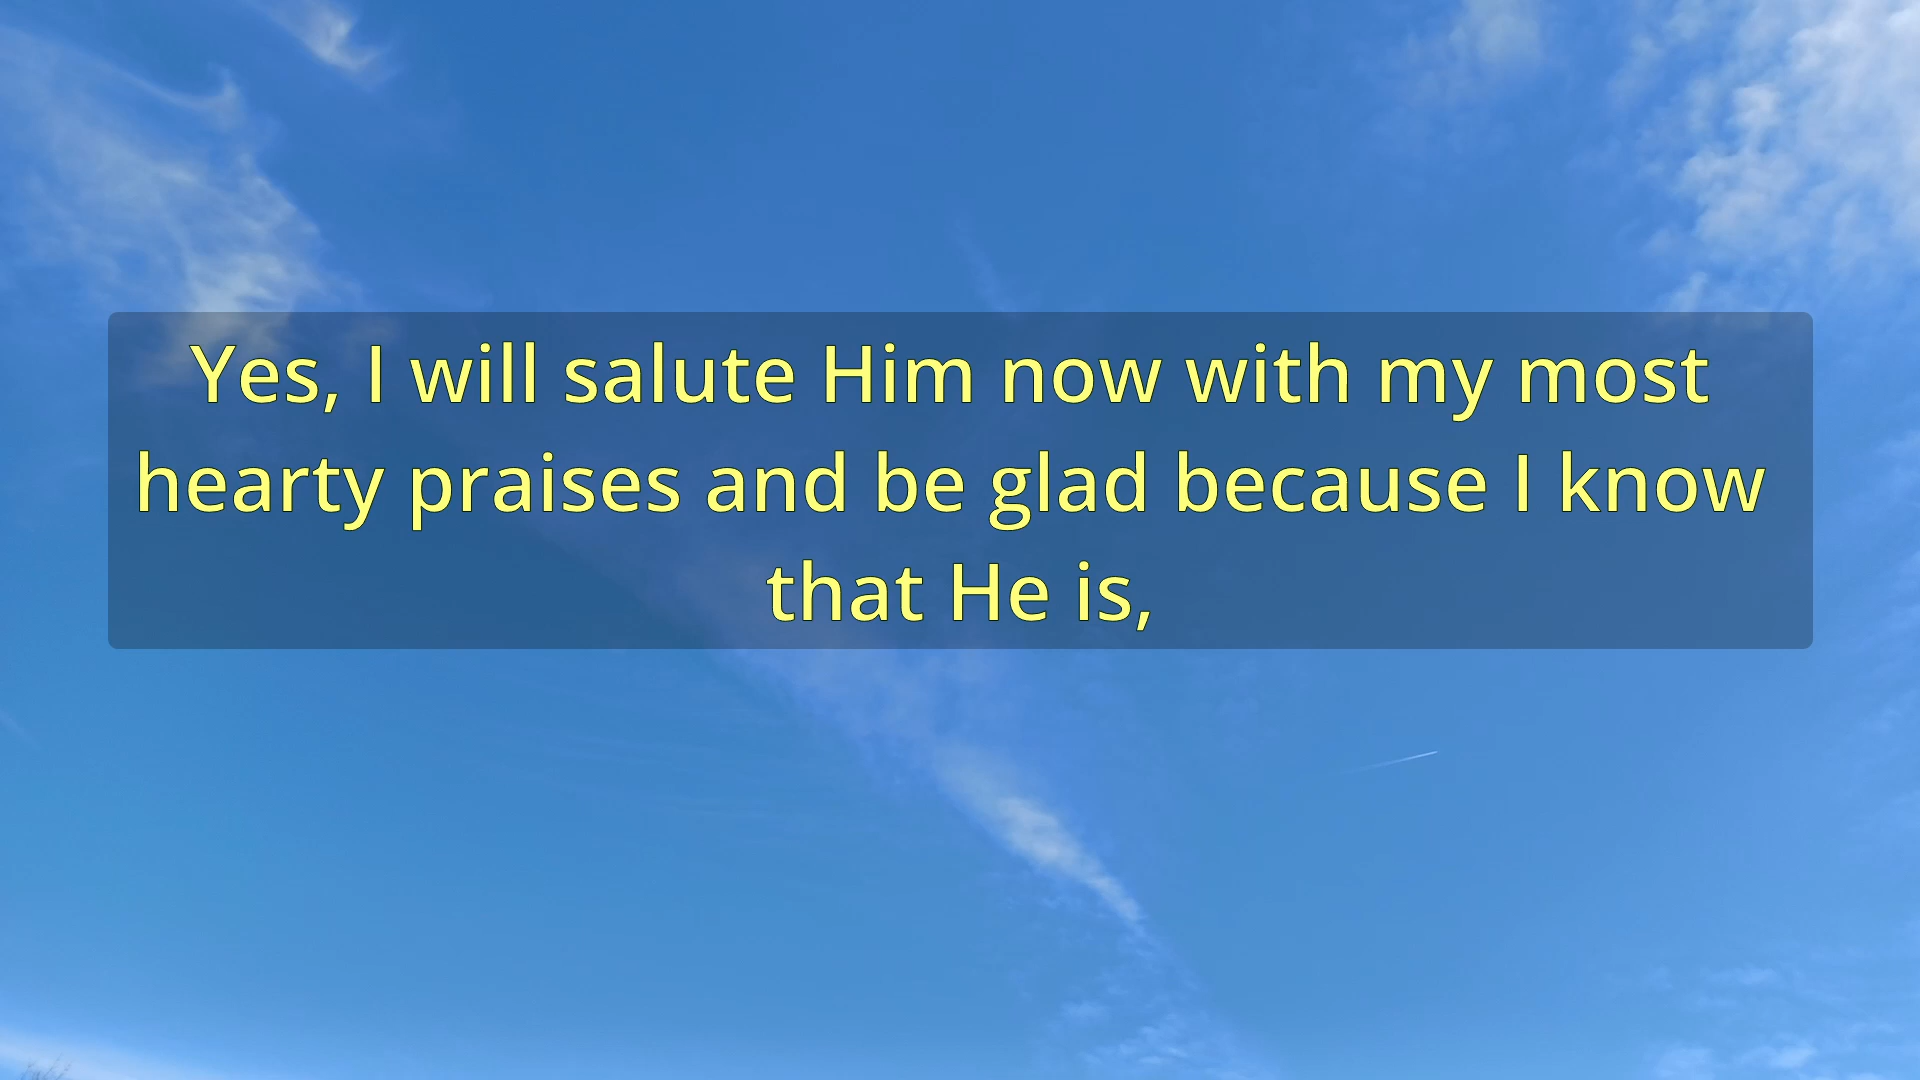 Yes, I will salute Him now with my most
hearty praises and be glad because I know
that He is,